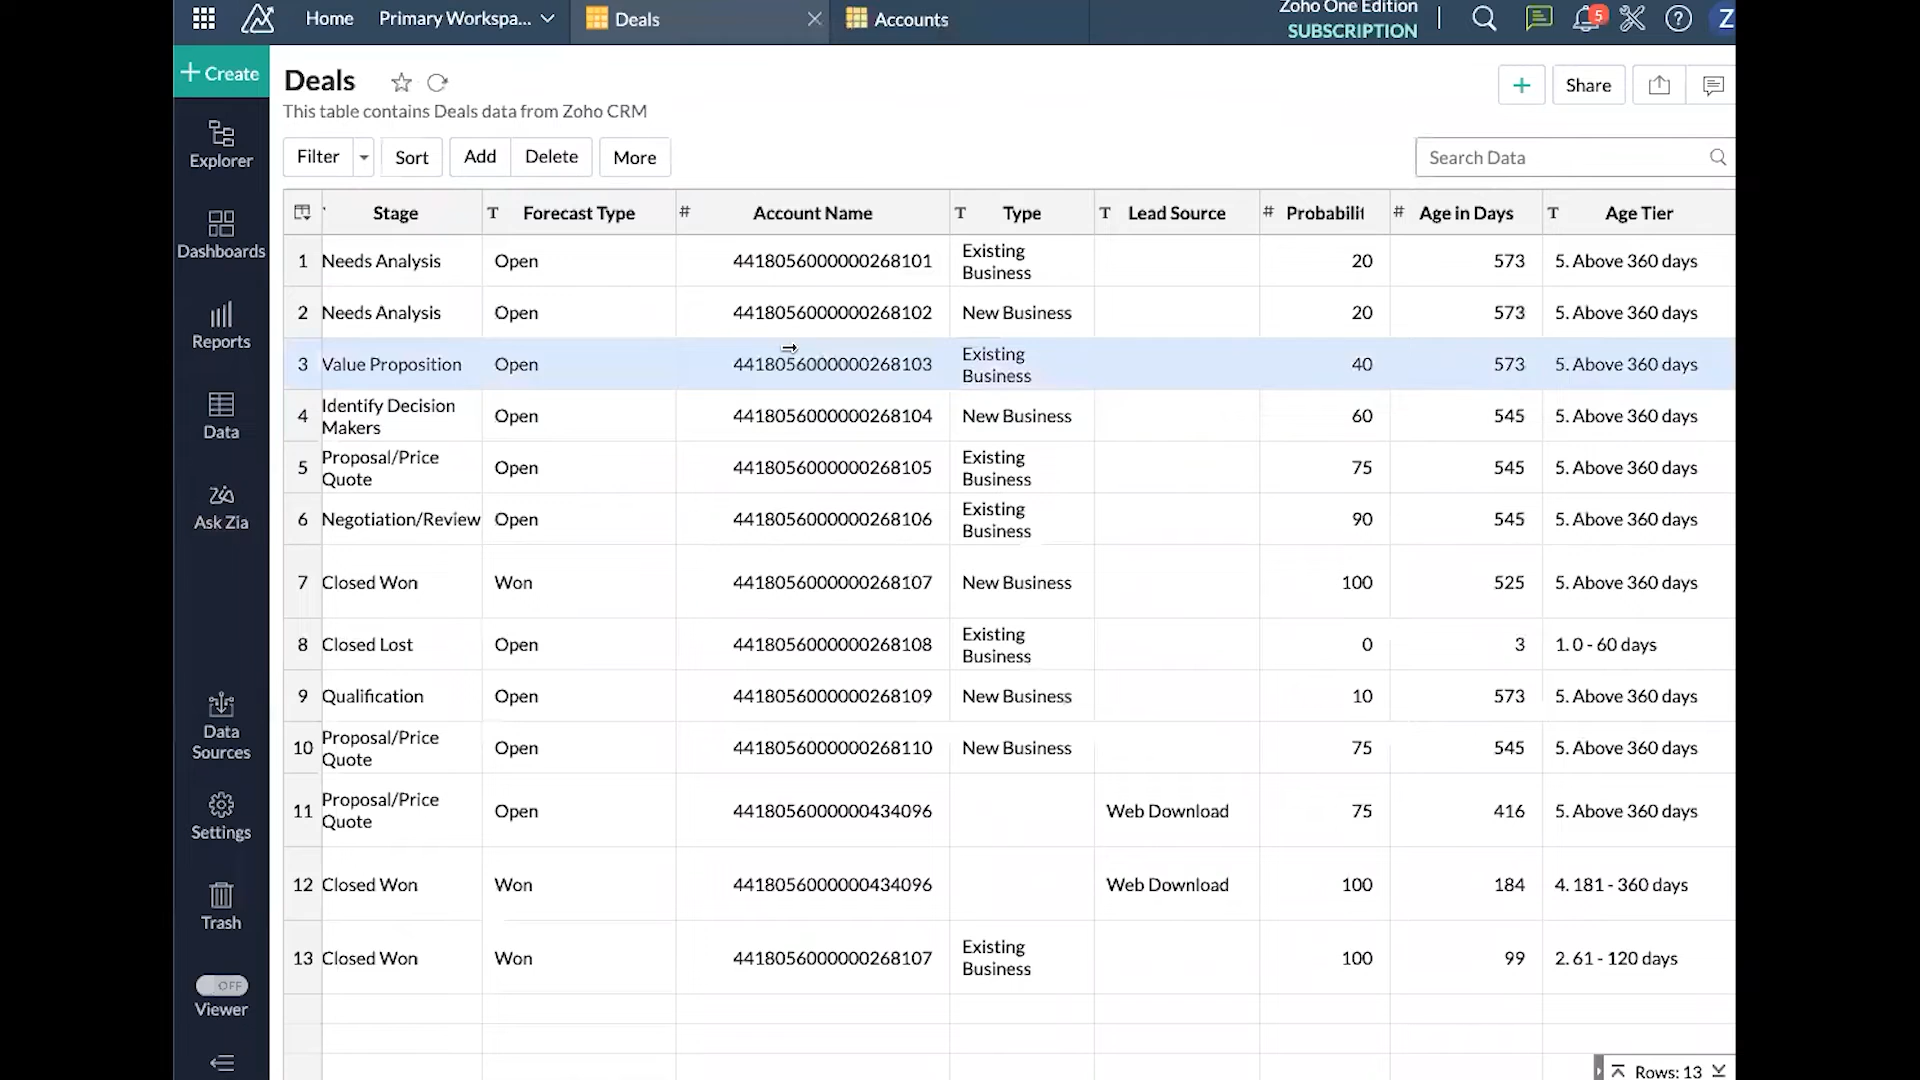 Home Primary Workspa... Deals Accounts Zoho One Edition
SUBSCRIPTION
5
Z
Create
Deals
This table contains Deals data from Zoho CRM
Share
Filter Sort Add Delete More
Search Data
Explorer
Dashboards
Reports
Data
Ask Zia
Data
Sources
Settings
Trash
OFF
Viewer
Stage T Forecast Type # Account Name T Type T Lead Source # Probabilit # Age in Days T Age Tier
1 Needs Analysis Open 4418056000000268101 Existing Business 20 573 5. Above 360 days
2 Needs Analysis Open 4418056000000268102 New Business 20 573 5. Above 360 days
3 Value Proposition Open 4418056000000268103 Existing Business 40 573 5. Above 360 days
4 Identify Decision Makers Open 4418056000000268104 New Business 60 545 5. Above 360 days
5 Proposal/Price Quote Open 4418056000000268105 Existing Business 75 545 5. Above 360 days
6 Negotiation/Review Open 4418056000000268106 Existing Business 90 545 5. Above 360 days
7 Closed Won Won 4418056000000268107 New Business 100 525 5. Above 360 days
8 Closed Lost Open 4418056000000268108 Existing Business 0 3 1. 0 - 60 days
9 Qualification Open 4418056000000268109 New Business 10 573 5. Above 360 days
10 Proposal/Price Quote Open 4418056000000268110 New Business 75 545 5. Above 360 days
11 Proposal/Price Quote Open 4418056000000434096 Web Download 75 416 5. Above 360 days
12 Closed Won Won 4418056000000434096 Web Download 100 184 4. 181 - 360 days
13 Closed Won Won 4418056000000268107 Existing Business 100 99 2. 61 - 120 days
Rows: 13